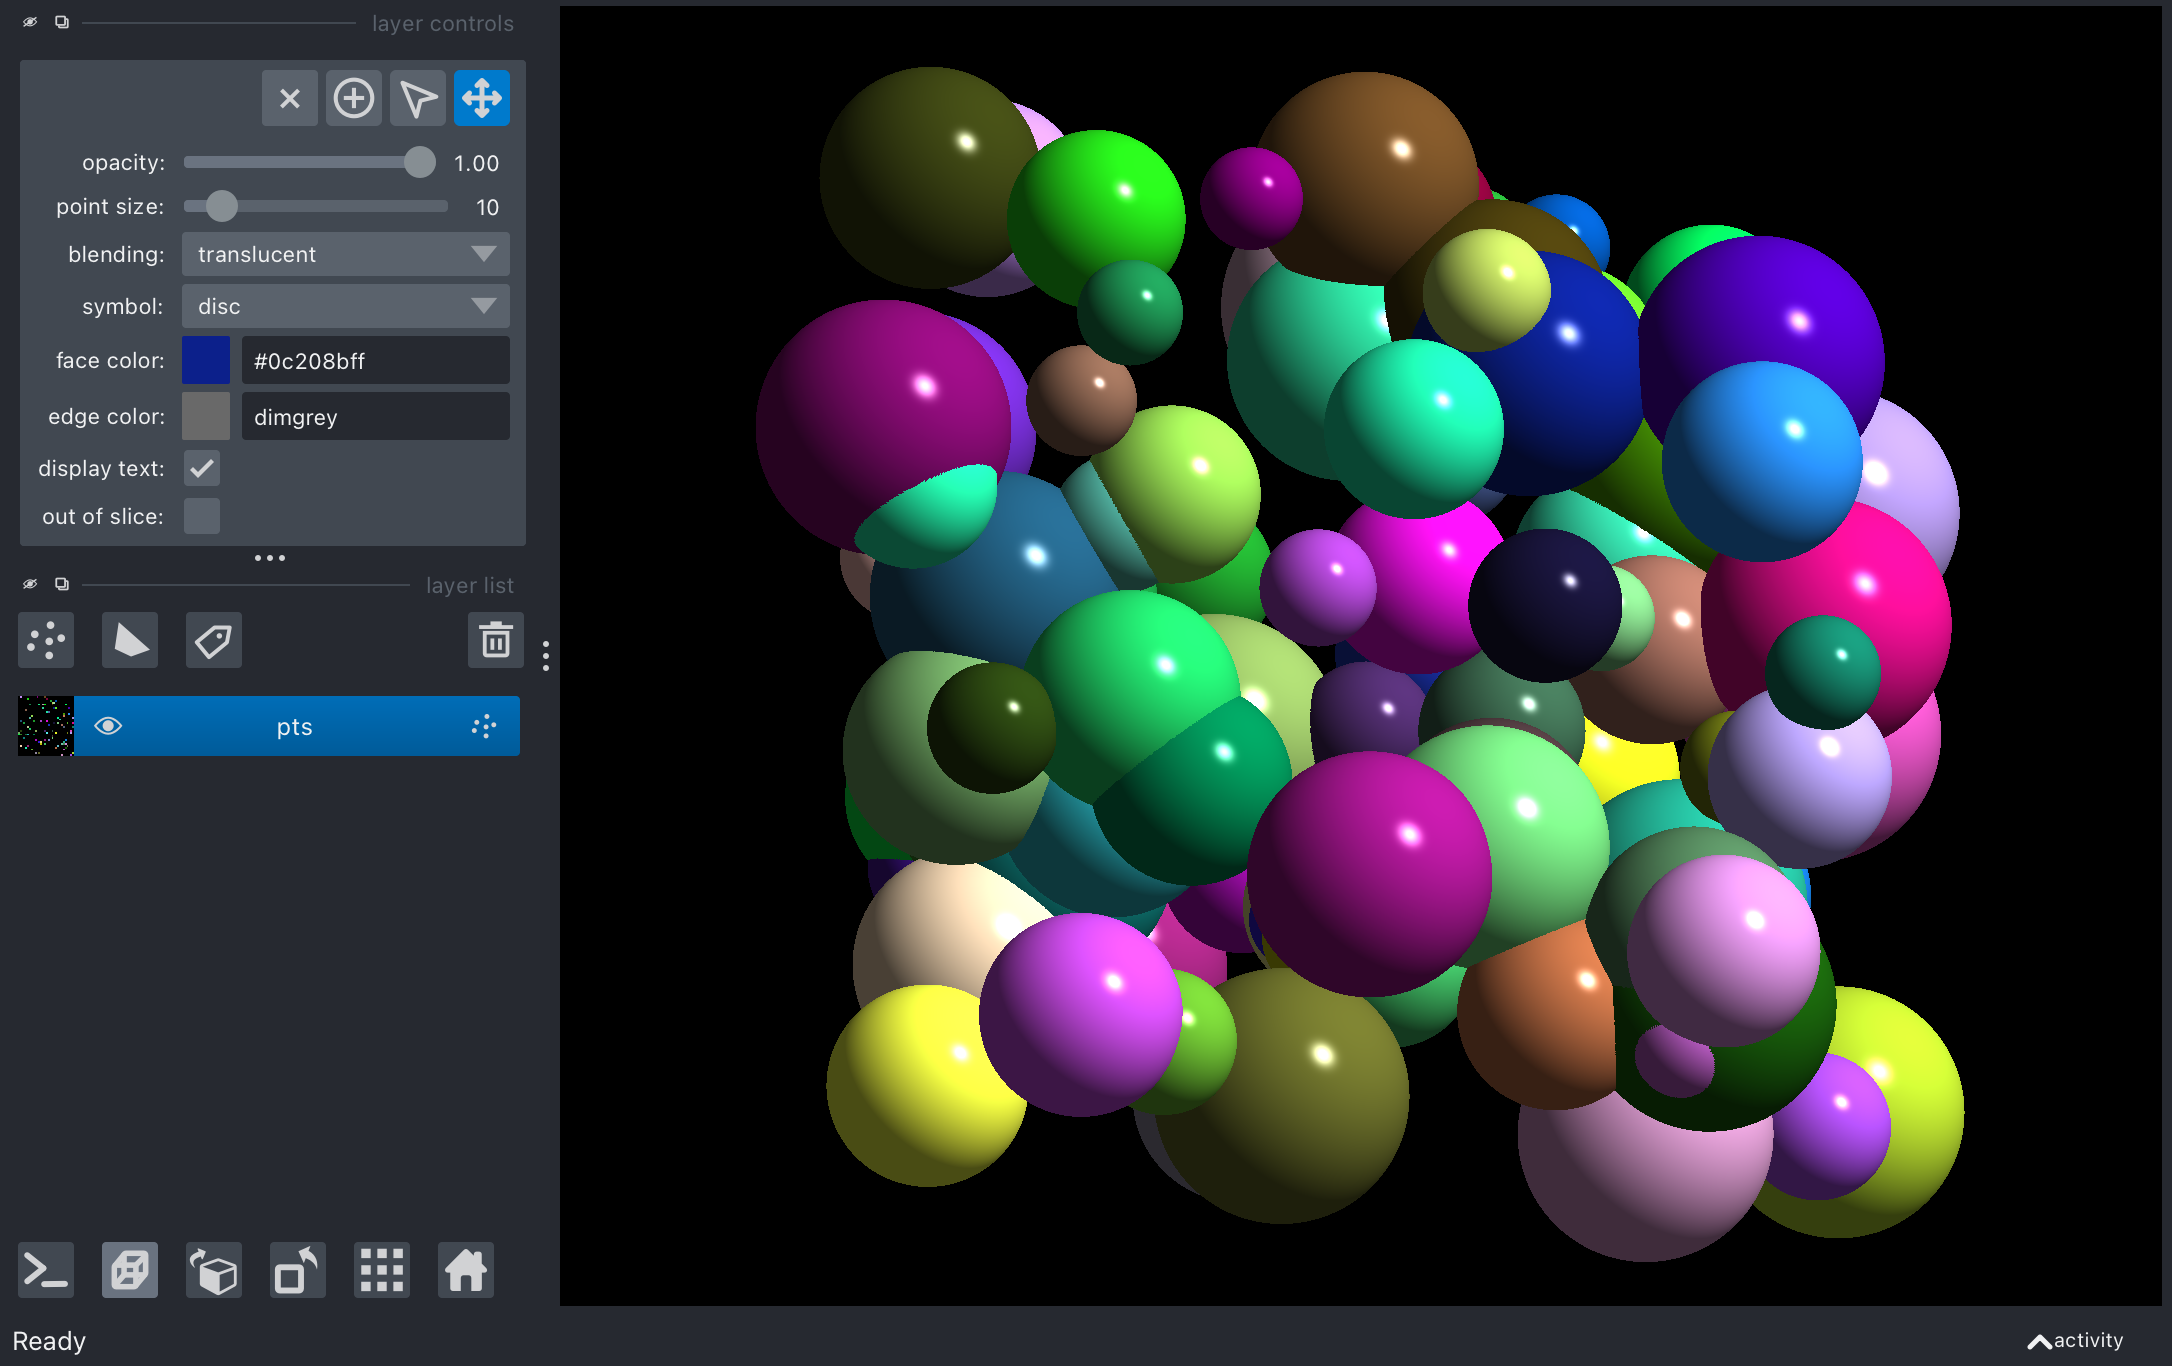 layer controls
opacity: 1.00
point size: 10
blending: translucent
symbol: disc
face color: #0c208bff
edge color: dimgrey
display text:
out of slice:
layer list
pts
Ready
activity